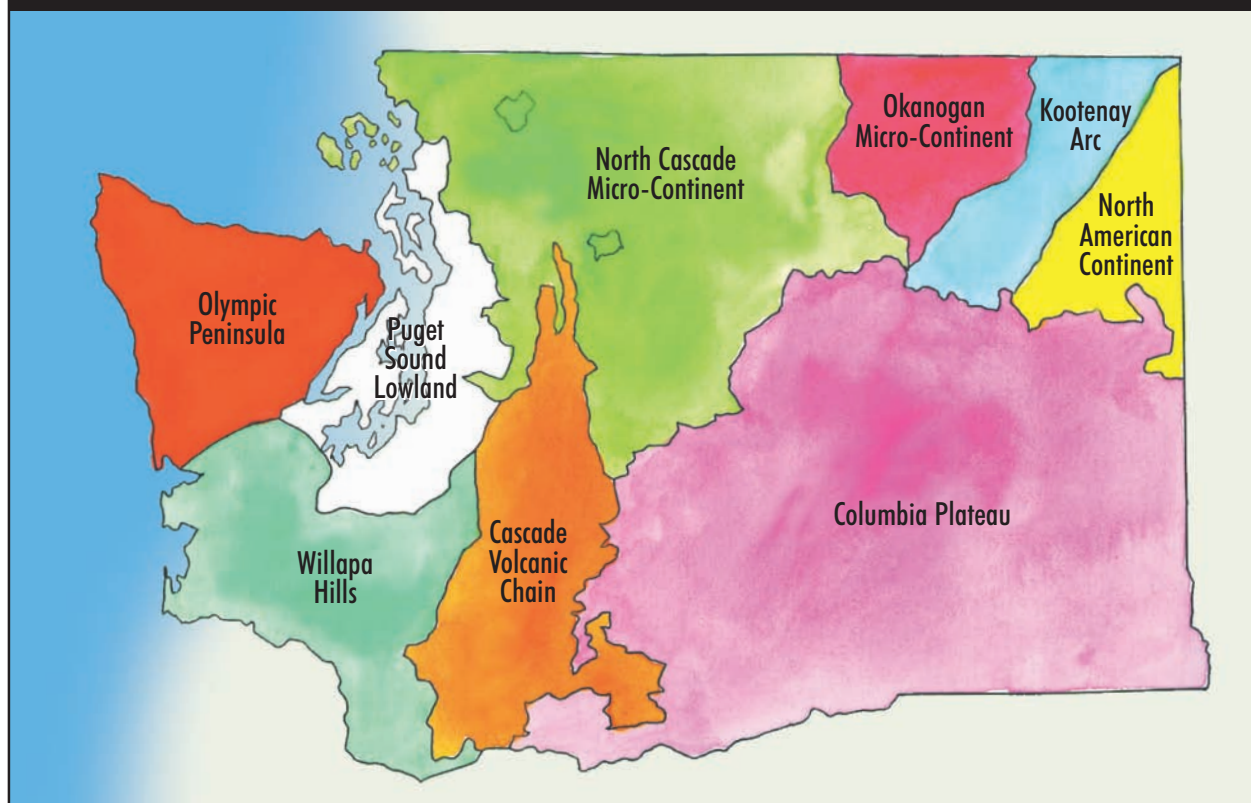 Okanogan
Micro-Continent
Kootenay
Arc
North Cascade
Micro-Continent
North
American
Continent
Olympic
Peninsula
Puget
Sound
Lowland
Columbia Plateau
Willapa
Hills
Cascade
Volcanic
Chain